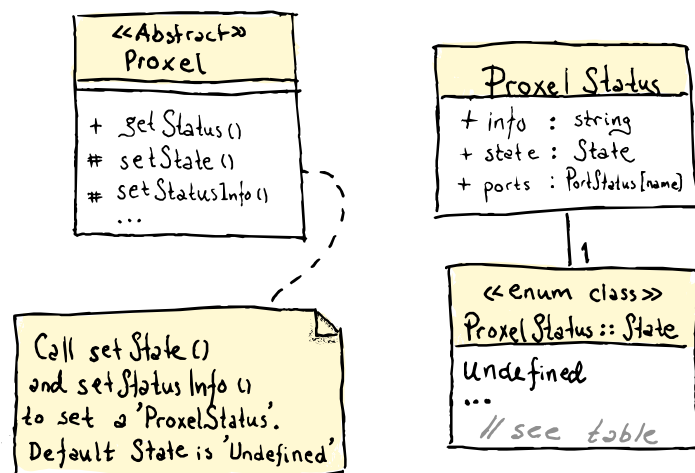 <<Abstract>>
Proxel
+ getStatus()
# setState()
# setStatusInfo()
...
Call setState()
and setStatusInfo()
to set a 'ProxelStatus'.
Default State is 'Undefined'
Proxel Status
+ info : string
+ state : State
+ ports : PortStatus[name]
1
<<enum class>>
ProxelStatus::State
Undefined
...
// see table